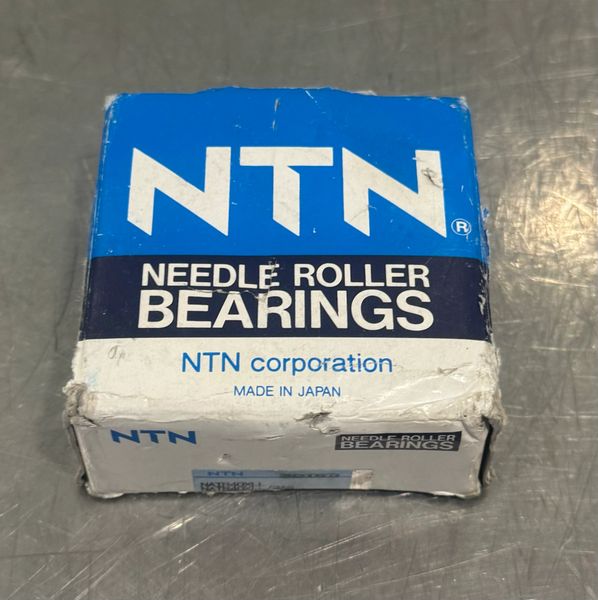 NTN
®
NEEDLE ROLLER
BEARINGS
NTN corporation
MADE IN JAPAN
NTN
NEEDLE ROLLER
BEARINGS
NTN